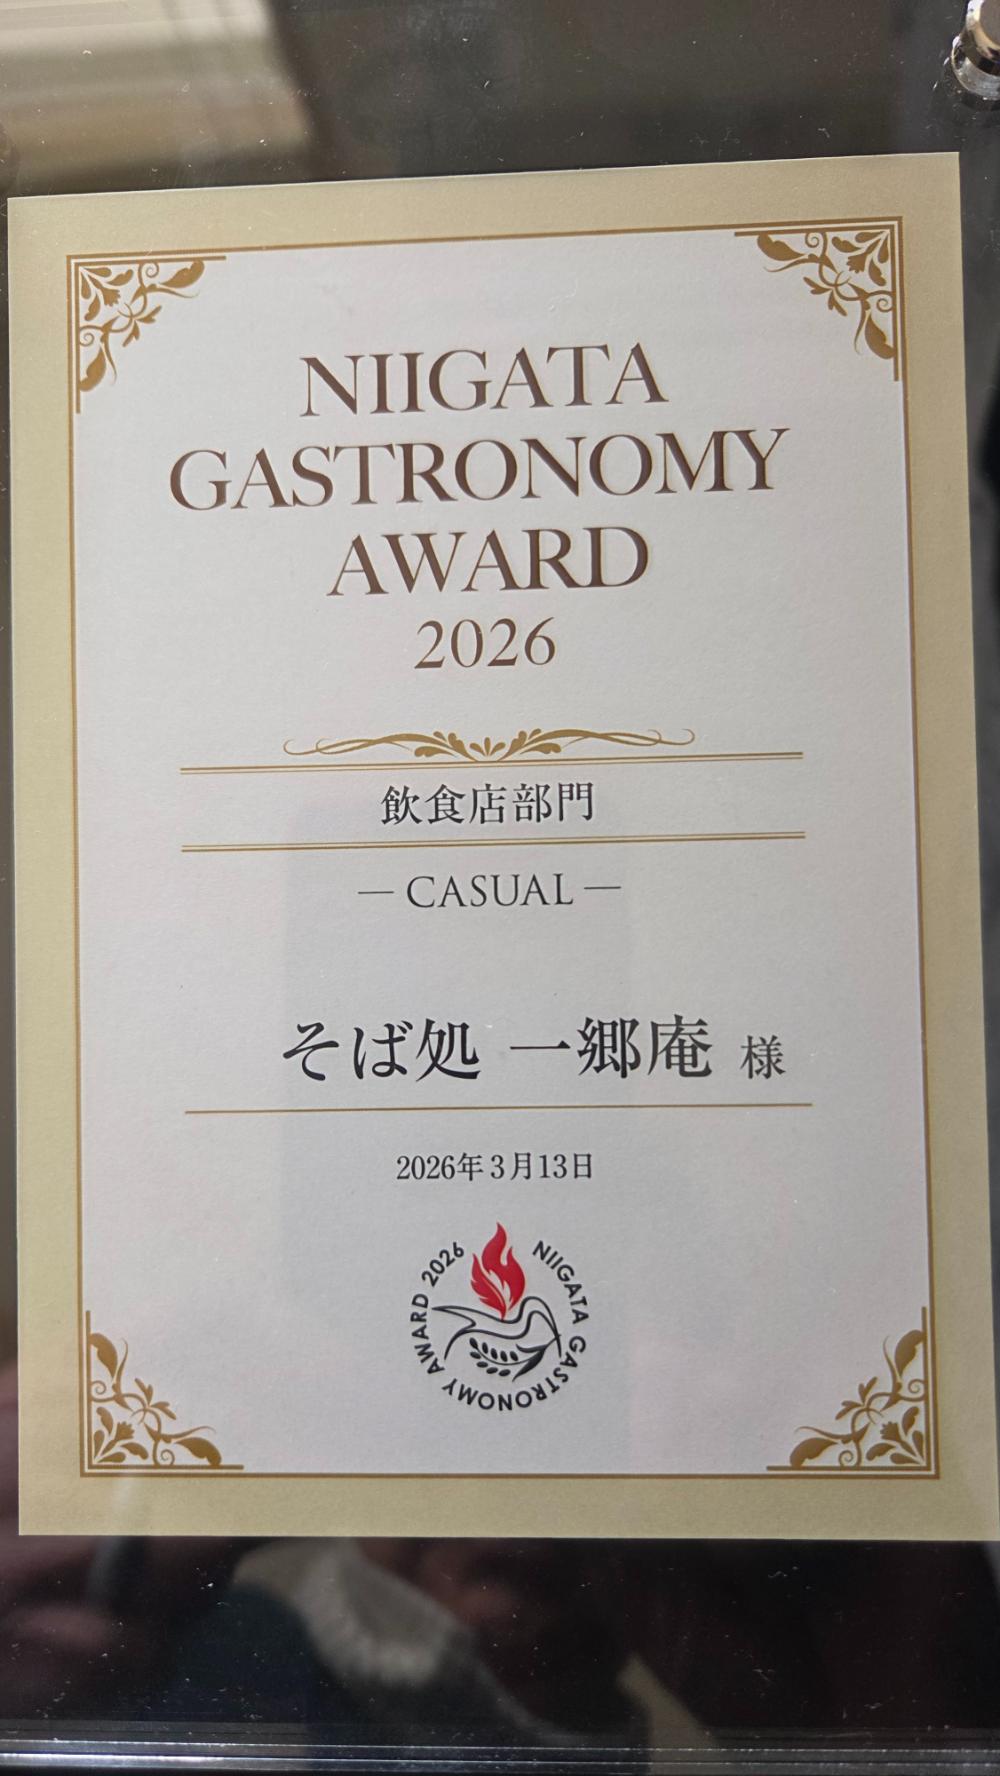 NIIGATA
GASTRONOMY
AWARD
2026
飲食店部門
— CASUAL —
そば処 一郷庵 様
2026年3月13日
NIIGATA GASTRONOMY AWARD 2026